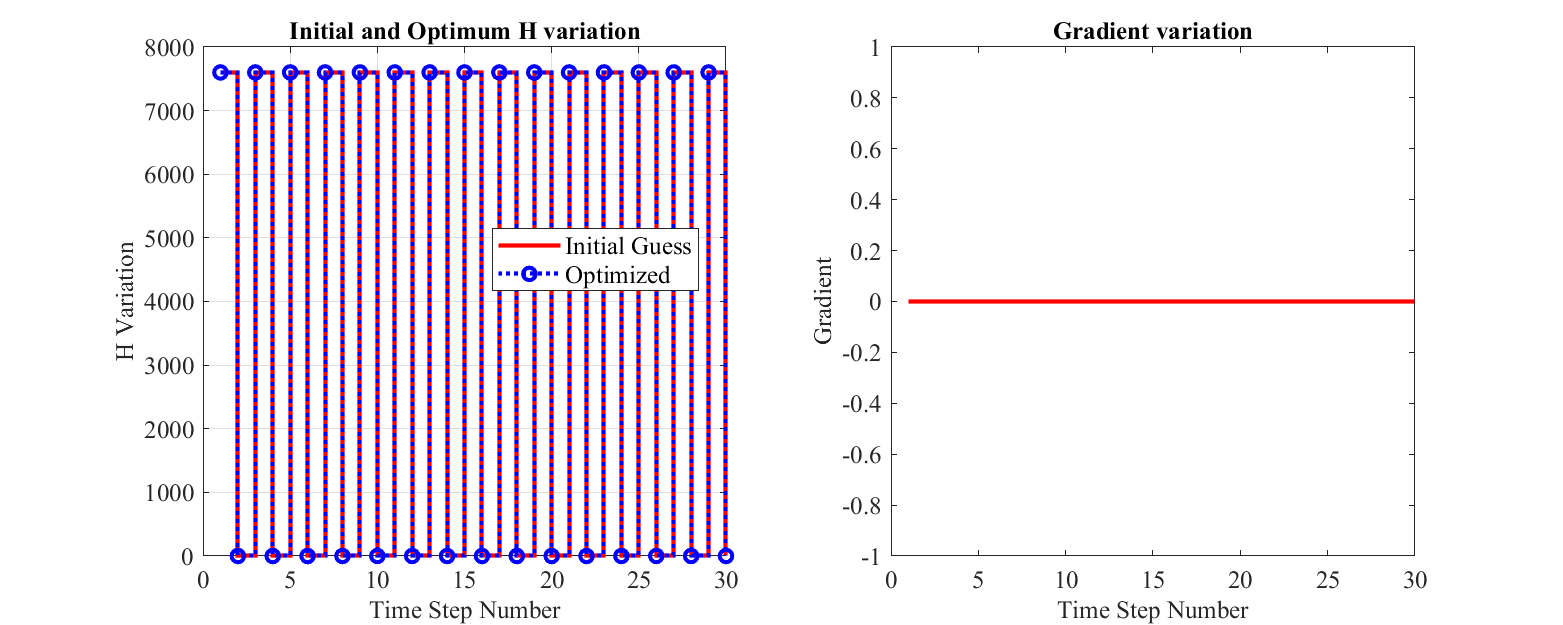 Initial and Optimum H variation
8000
7000
6000
5000
4000
3000
2000
1000
0
H Variation
Initial Guess
Optimized
0 5 10 15 20 25 30
Time Step Number
Gradient variation
1
0.8
0.6
0.4
0.2
0
-0.2
-0.4
-0.6
-0.8
-1
Gradient
0 5 10 15 20 25 30
Time Step Number